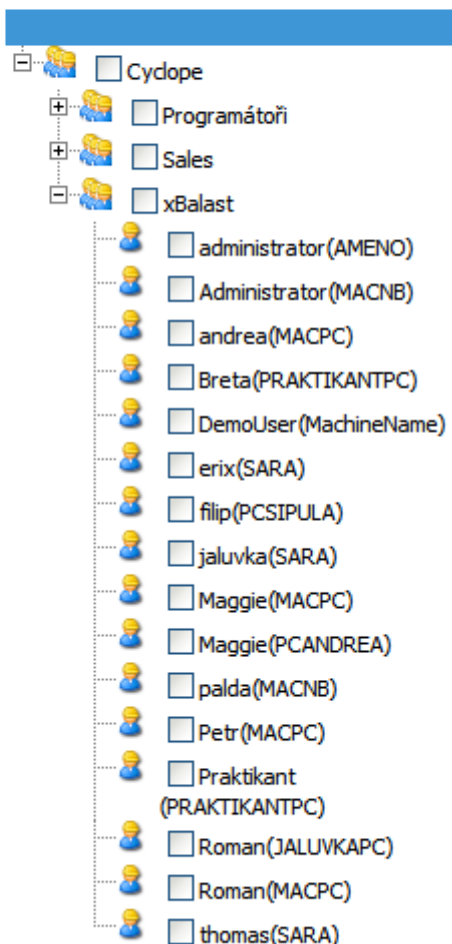 Cyclope
Programátoři
Sales
xBalast
administrator(AMENO)
Administrator(MACNB)
andrea(MACPC)
Breta(PRAKTIKANTPC)
DemoUser(MachineName)
erix(SARA)
filip(PCSIPULA)
jaluvka(SARA)
Maggie(MACPC)
Maggie(PCANDREA)
palda(MACNB)
Petr(MACPC)
Praktikant
(PRAKTIKANTPC)
Roman(JALUVKAPC)
Roman(MACPC)
thomas(SARA)